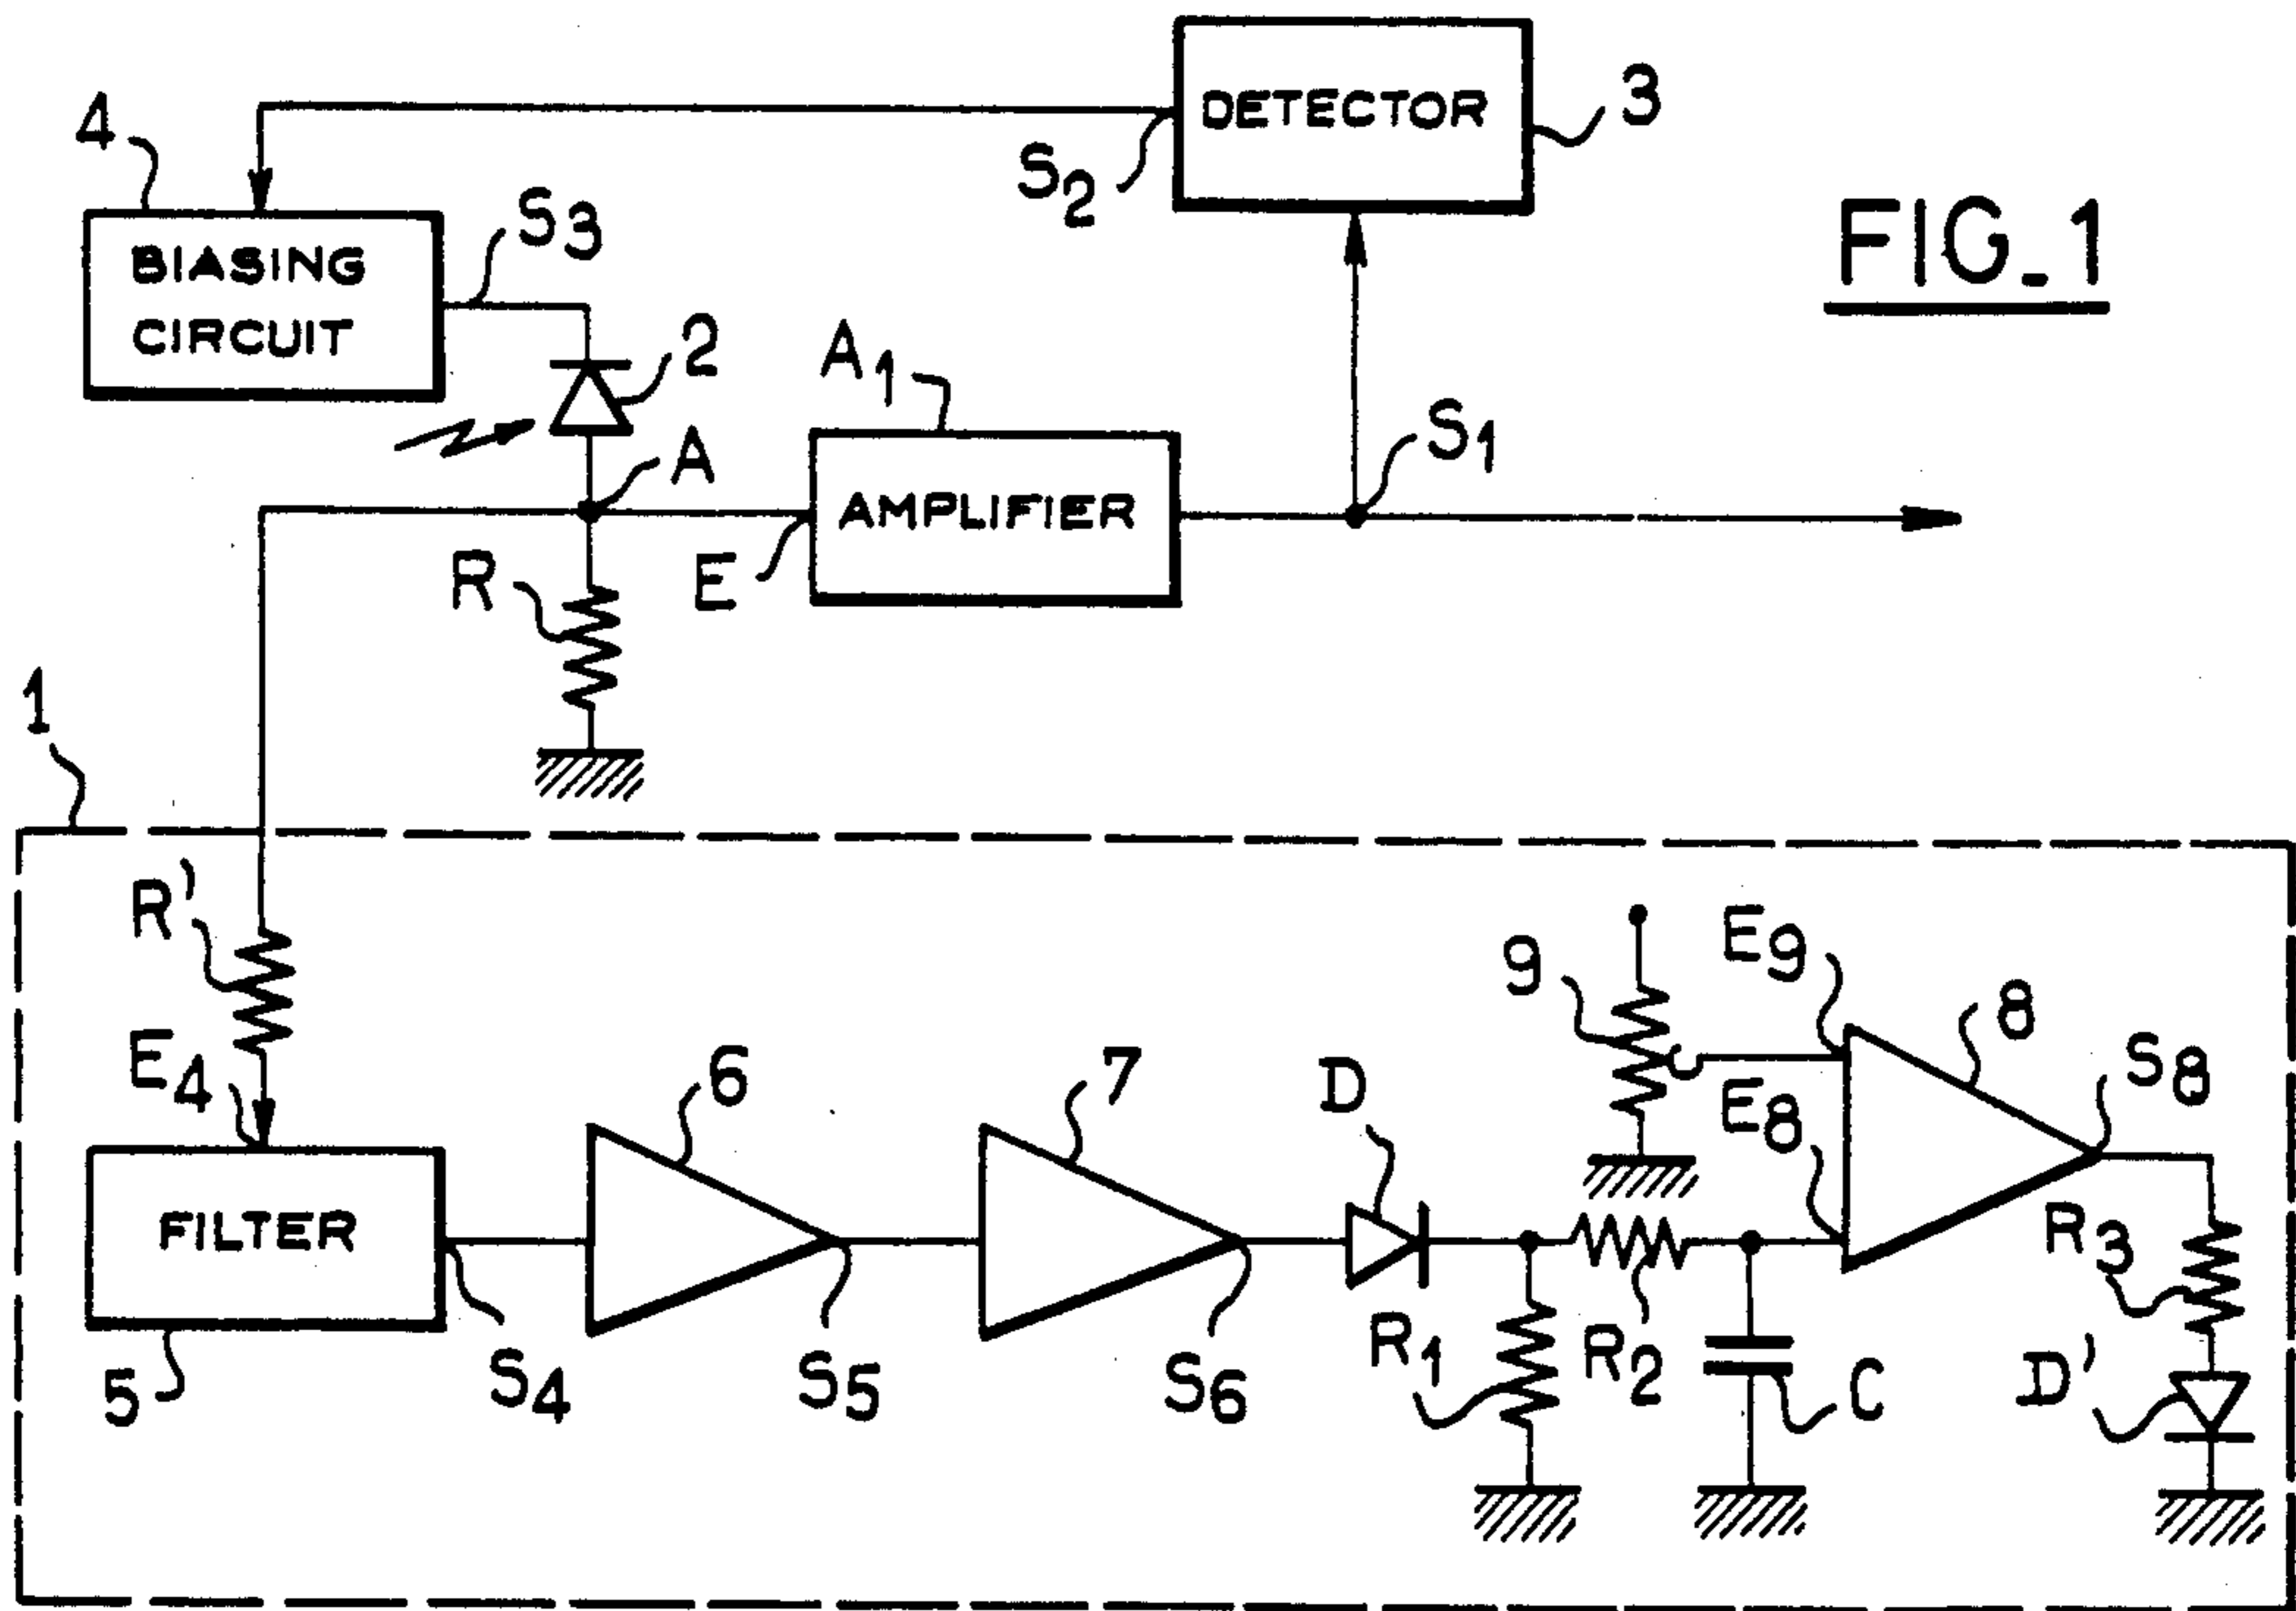 DETECTOR
3
4
S2
FIG_1
S3
BIASING
CIRCUIT
2
A1
A
S1
AMPLIFIER
R
E
1
R'
9
E9
8
E4
6
7
D
E8
S8
FILTER
R3
R1
R2
5
S4
S5
S6
C
D'